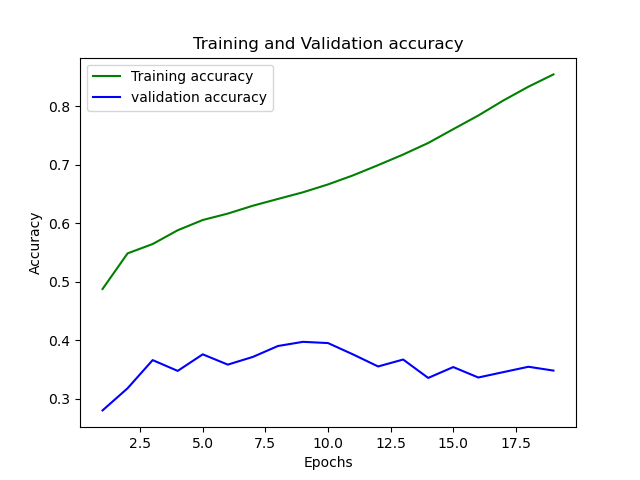 Training and Validation accuracy
Training accuracy
validation accuracy
Accuracy
0.8
0.7
0.6
0.5
0.4
0.3
2.5 5.0 7.5 10.0 12.5 15.0 17.5
Epochs